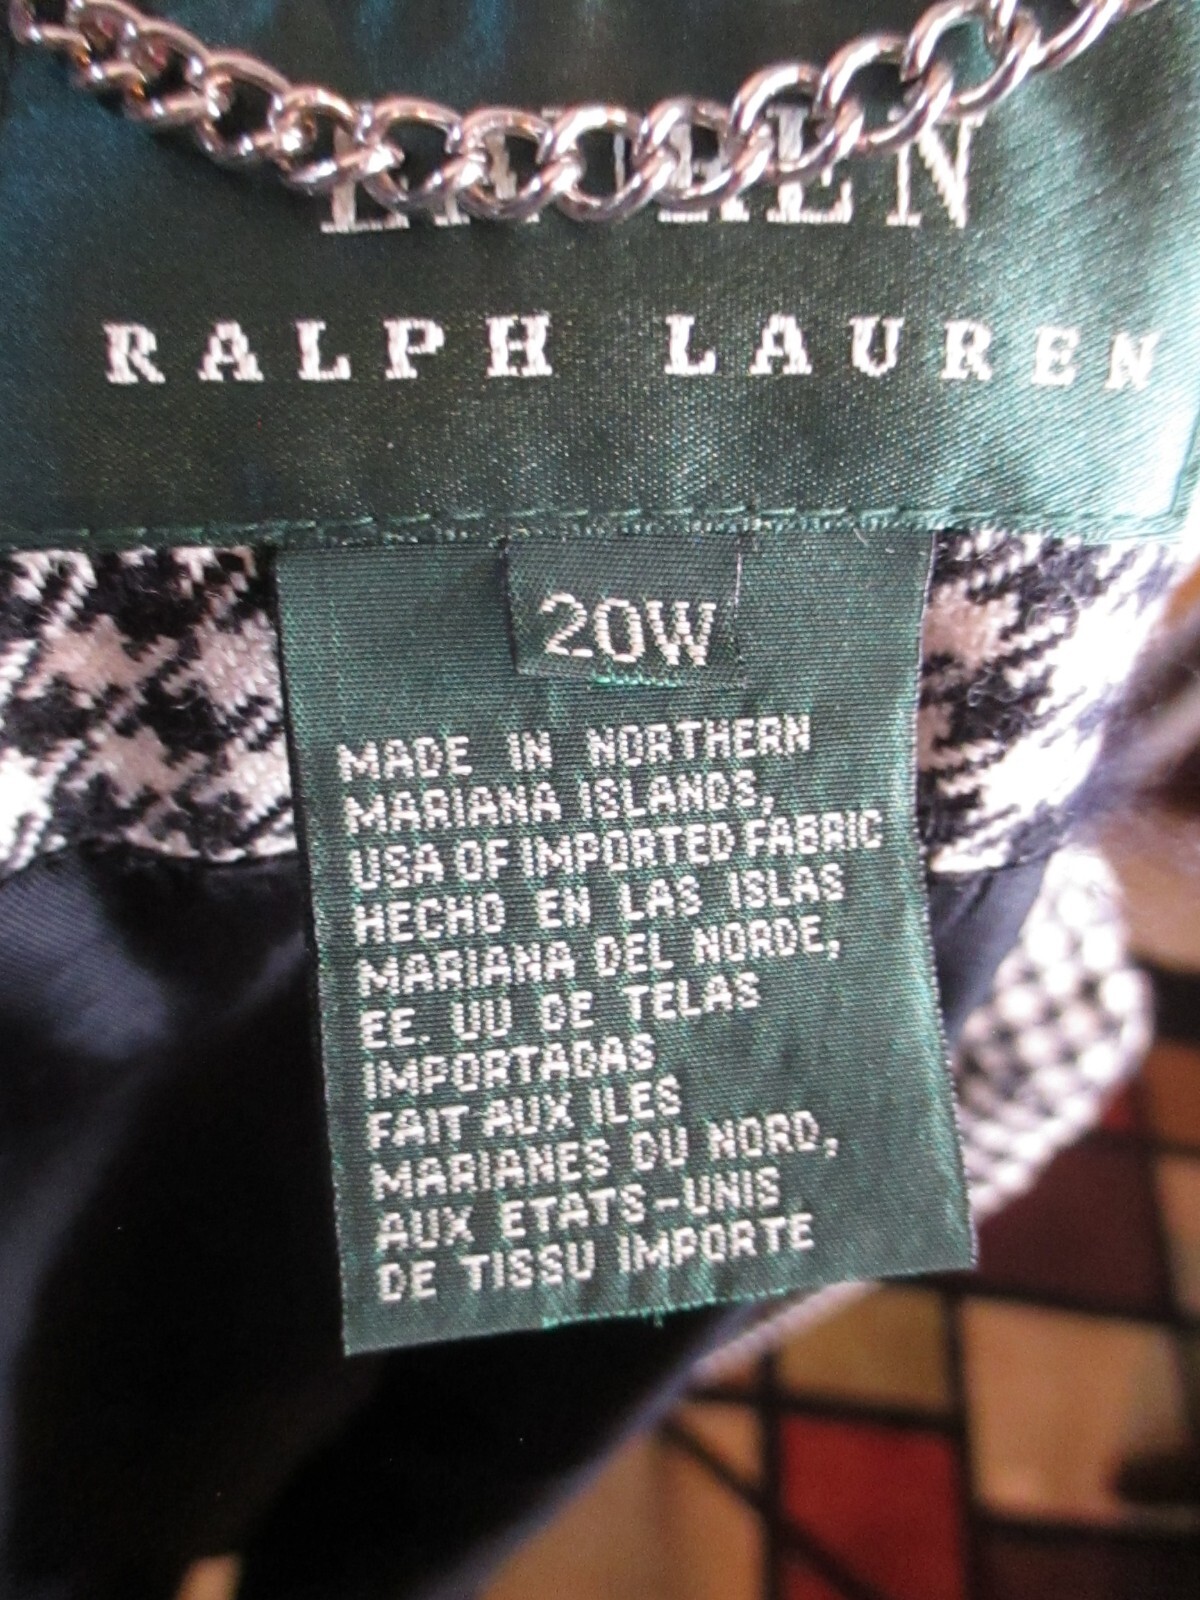 LAUREN
RALPH LAUREN
20W
MADE IN NORTHERN
MARIANA ISLANDS,
USA OF IMPORTED FABRIC
HECHO EN LAS ISLAS
MARIANA DEL NORDE,
EE. UU DE TELAS
IMPORTADAS
FAIT AUX ILES
MARIANES DU NORD,
AUX ETATS-UNIS
DE TISSU IMPORTE